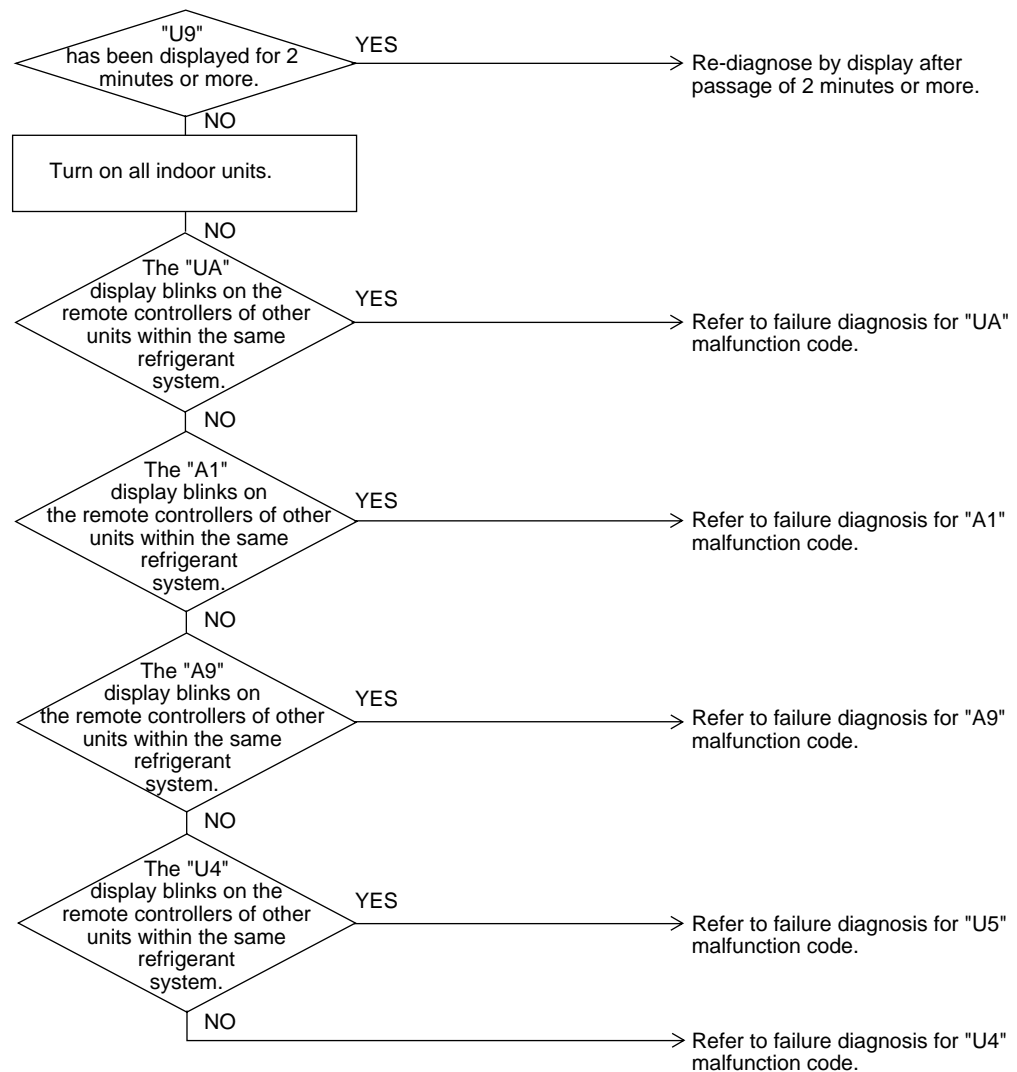 "U9"
has been displayed for 2
minutes or more.
YES
Re-diagnose by display after
passage of 2 minutes or more.
NO
Turn on all indoor units.
NO
The "UA"
display blinks on the
remote controllers of other
units within the same
refrigerant
system.
YES
Refer to failure diagnosis for "UA"
malfunction code.
NO
The "A1"
display blinks on
the remote controllers of other
units within the same
refrigerant
system.
YES
Refer to failure diagnosis for "A1"
malfunction code.
NO
The "A9"
display blinks on
the remote controllers of other
units within the same
refrigerant
system.
YES
Refer to failure diagnosis for "A9"
malfunction code.
NO
The "U4"
display blinks on the
remote controllers of other
units within the same
refrigerant
system.
YES
Refer to failure diagnosis for "U5"
malfunction code.
NO
Refer to failure diagnosis for "U4"
malfunction code.